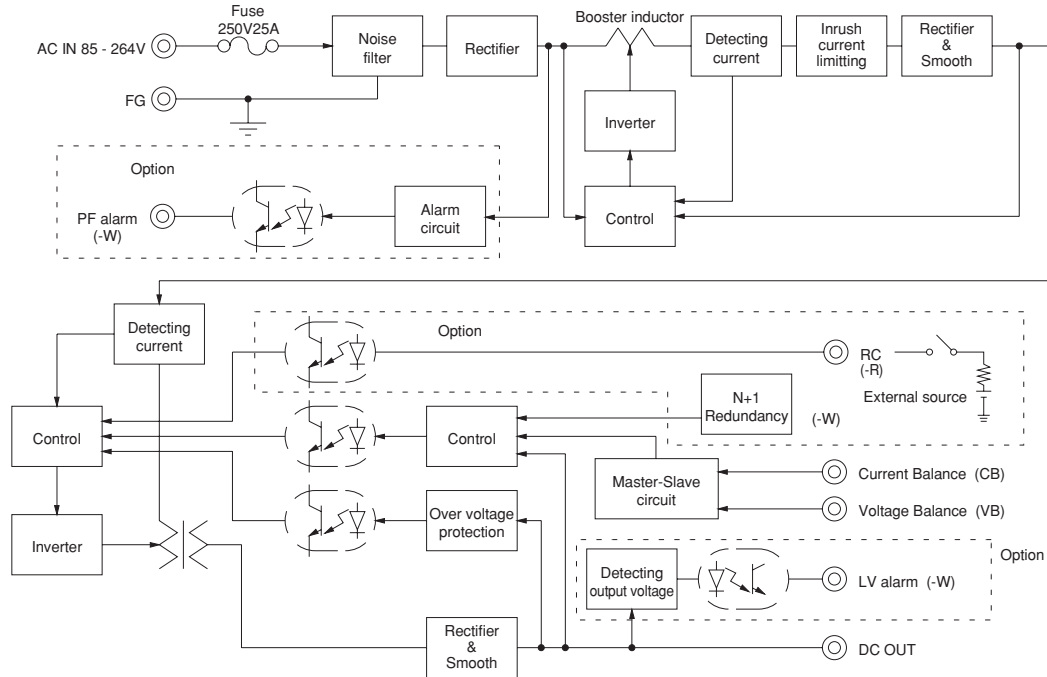 Fuse
250V25A
AC IN 85 - 264V
Noise
filter
Rectifier
Booster inductor
Detecting
current
Inrush
current
limitting
Rectifier
&
Smooth
FG
Inverter
Option
PF alarm
(-W)
Alarm
circuit
Control
Detecting
current
Option
RC
(-R)
External source
N+1
Redundancy
(-W)
Control
Control
Master-Slave
circuit
Current Balance (CB)
Voltage Balance (VB)
Inverter
Over voltage
protection
Option
Detecting
output voltage
LV alarm (-W)
Rectifier
&
Smooth
DC OUT